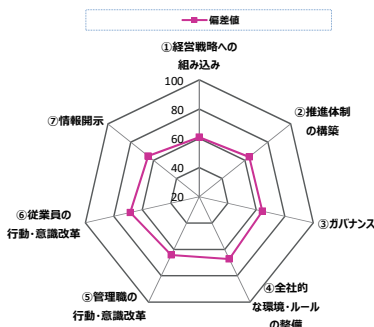 偏差値
①経営戦略への
組み込み
100
80
60
40
20
②推進体制
の構築
③ガバナンス
④全社的
な環境・ルール
の整備
⑤管理職の
行動・意識改革
⑥従業員の
行動・意識改革
⑦情報開示